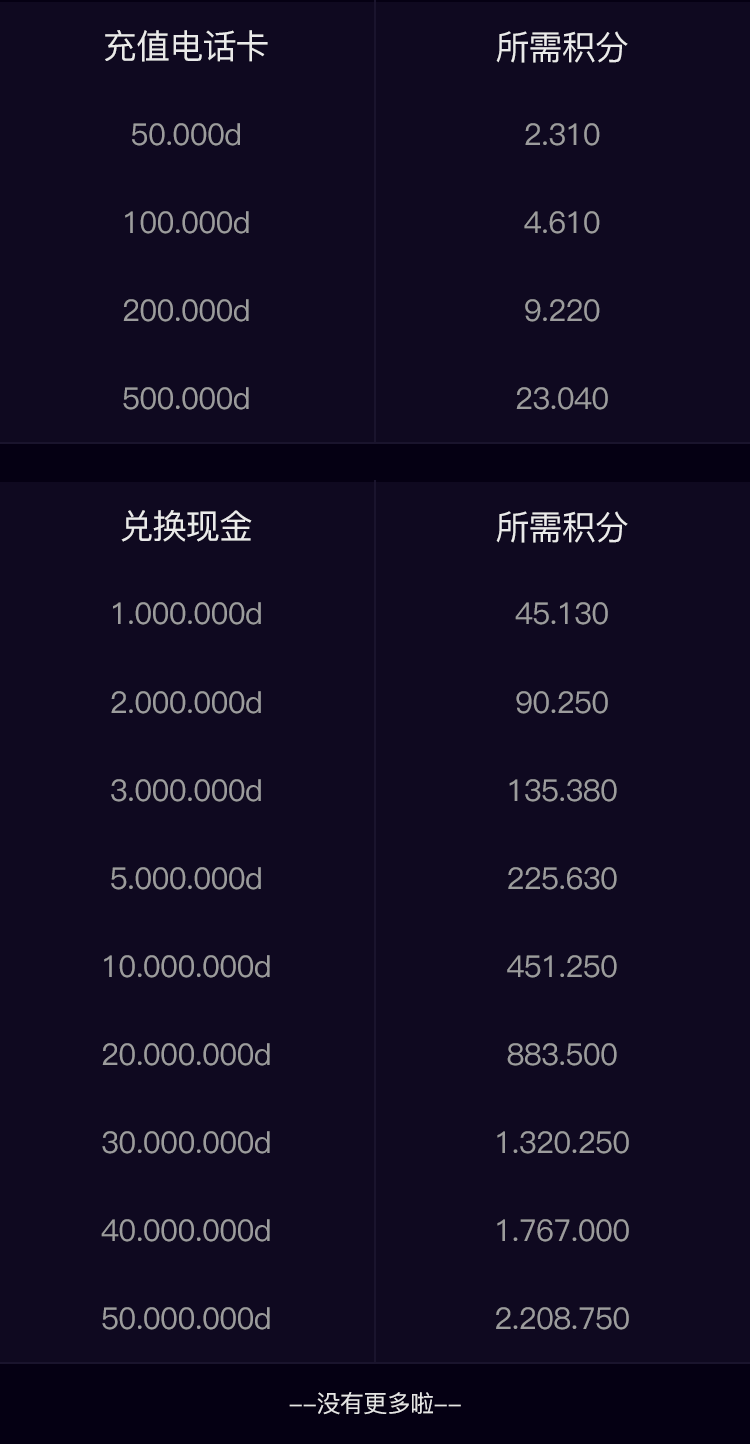 充值电话卡 所需积分
50.000d 2.310
100.000d 4.610
200.000d 9.220
500.000d 23.040
兑换现金 所需积分
1.000.000d 45.130
2.000.000d 90.250
3.000.000d 135.380
5.000.000d 225.630
10.000.000d 451.250
20.000.000d 883.500
30.000.000d 1.320.250
40.000.000d 1.767.000
50.000.000d 2.208.750
––没有更多啦––